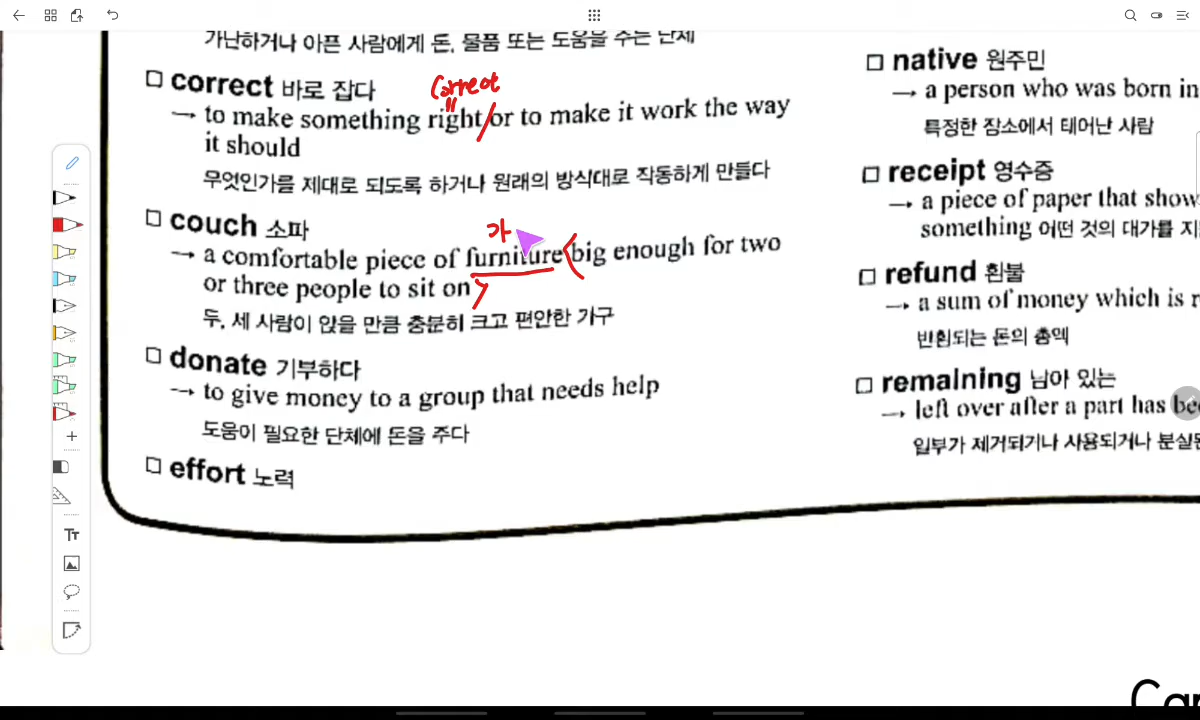 가난하거나 아픈 사람에게 돈, 물품 또는 도움을 주는 단체
correct 바로 잡다
correct
→ to make something right/or to make it work the way
it should
무엇인가를 제대로 되도록 하거나 원래의 방식대로 작동하게 만들다
couch 소파
가
→ a comfortable piece of furniture big enough for two
or three people to sit on
두, 세 사람이 앉을 만큼 충분히 크고 편안한 가구
donate 기부하다
→ to give money to a group that needs help
도움이 필요한 단체에 돈을 주다
effort 노력
native 원주민
→ a person who was born in
특정한 장소에서 태어난 사람
receipt 영수증
→ a piece of paper that show
something 어떤 것의 대가를 지
refund 환불
→ a sum of money which is r
반환되는 돈의 총액
remaining 남아 있는
→ left over after a part has be
일부가 제거되거나 사용되거나 분실된
Tr
Car